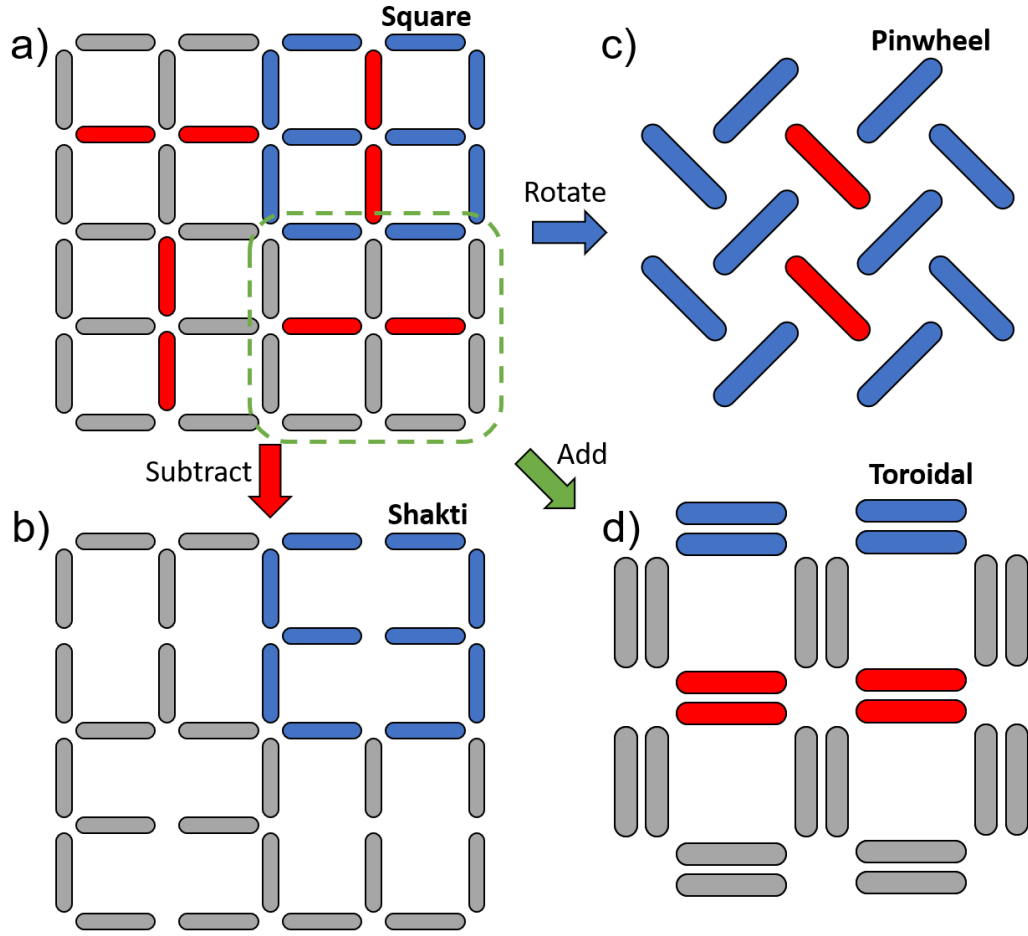 a)
Square
c)
Pinwheel
Rotate
Subtract
Add
b)
Shakti
d)
Toroidal